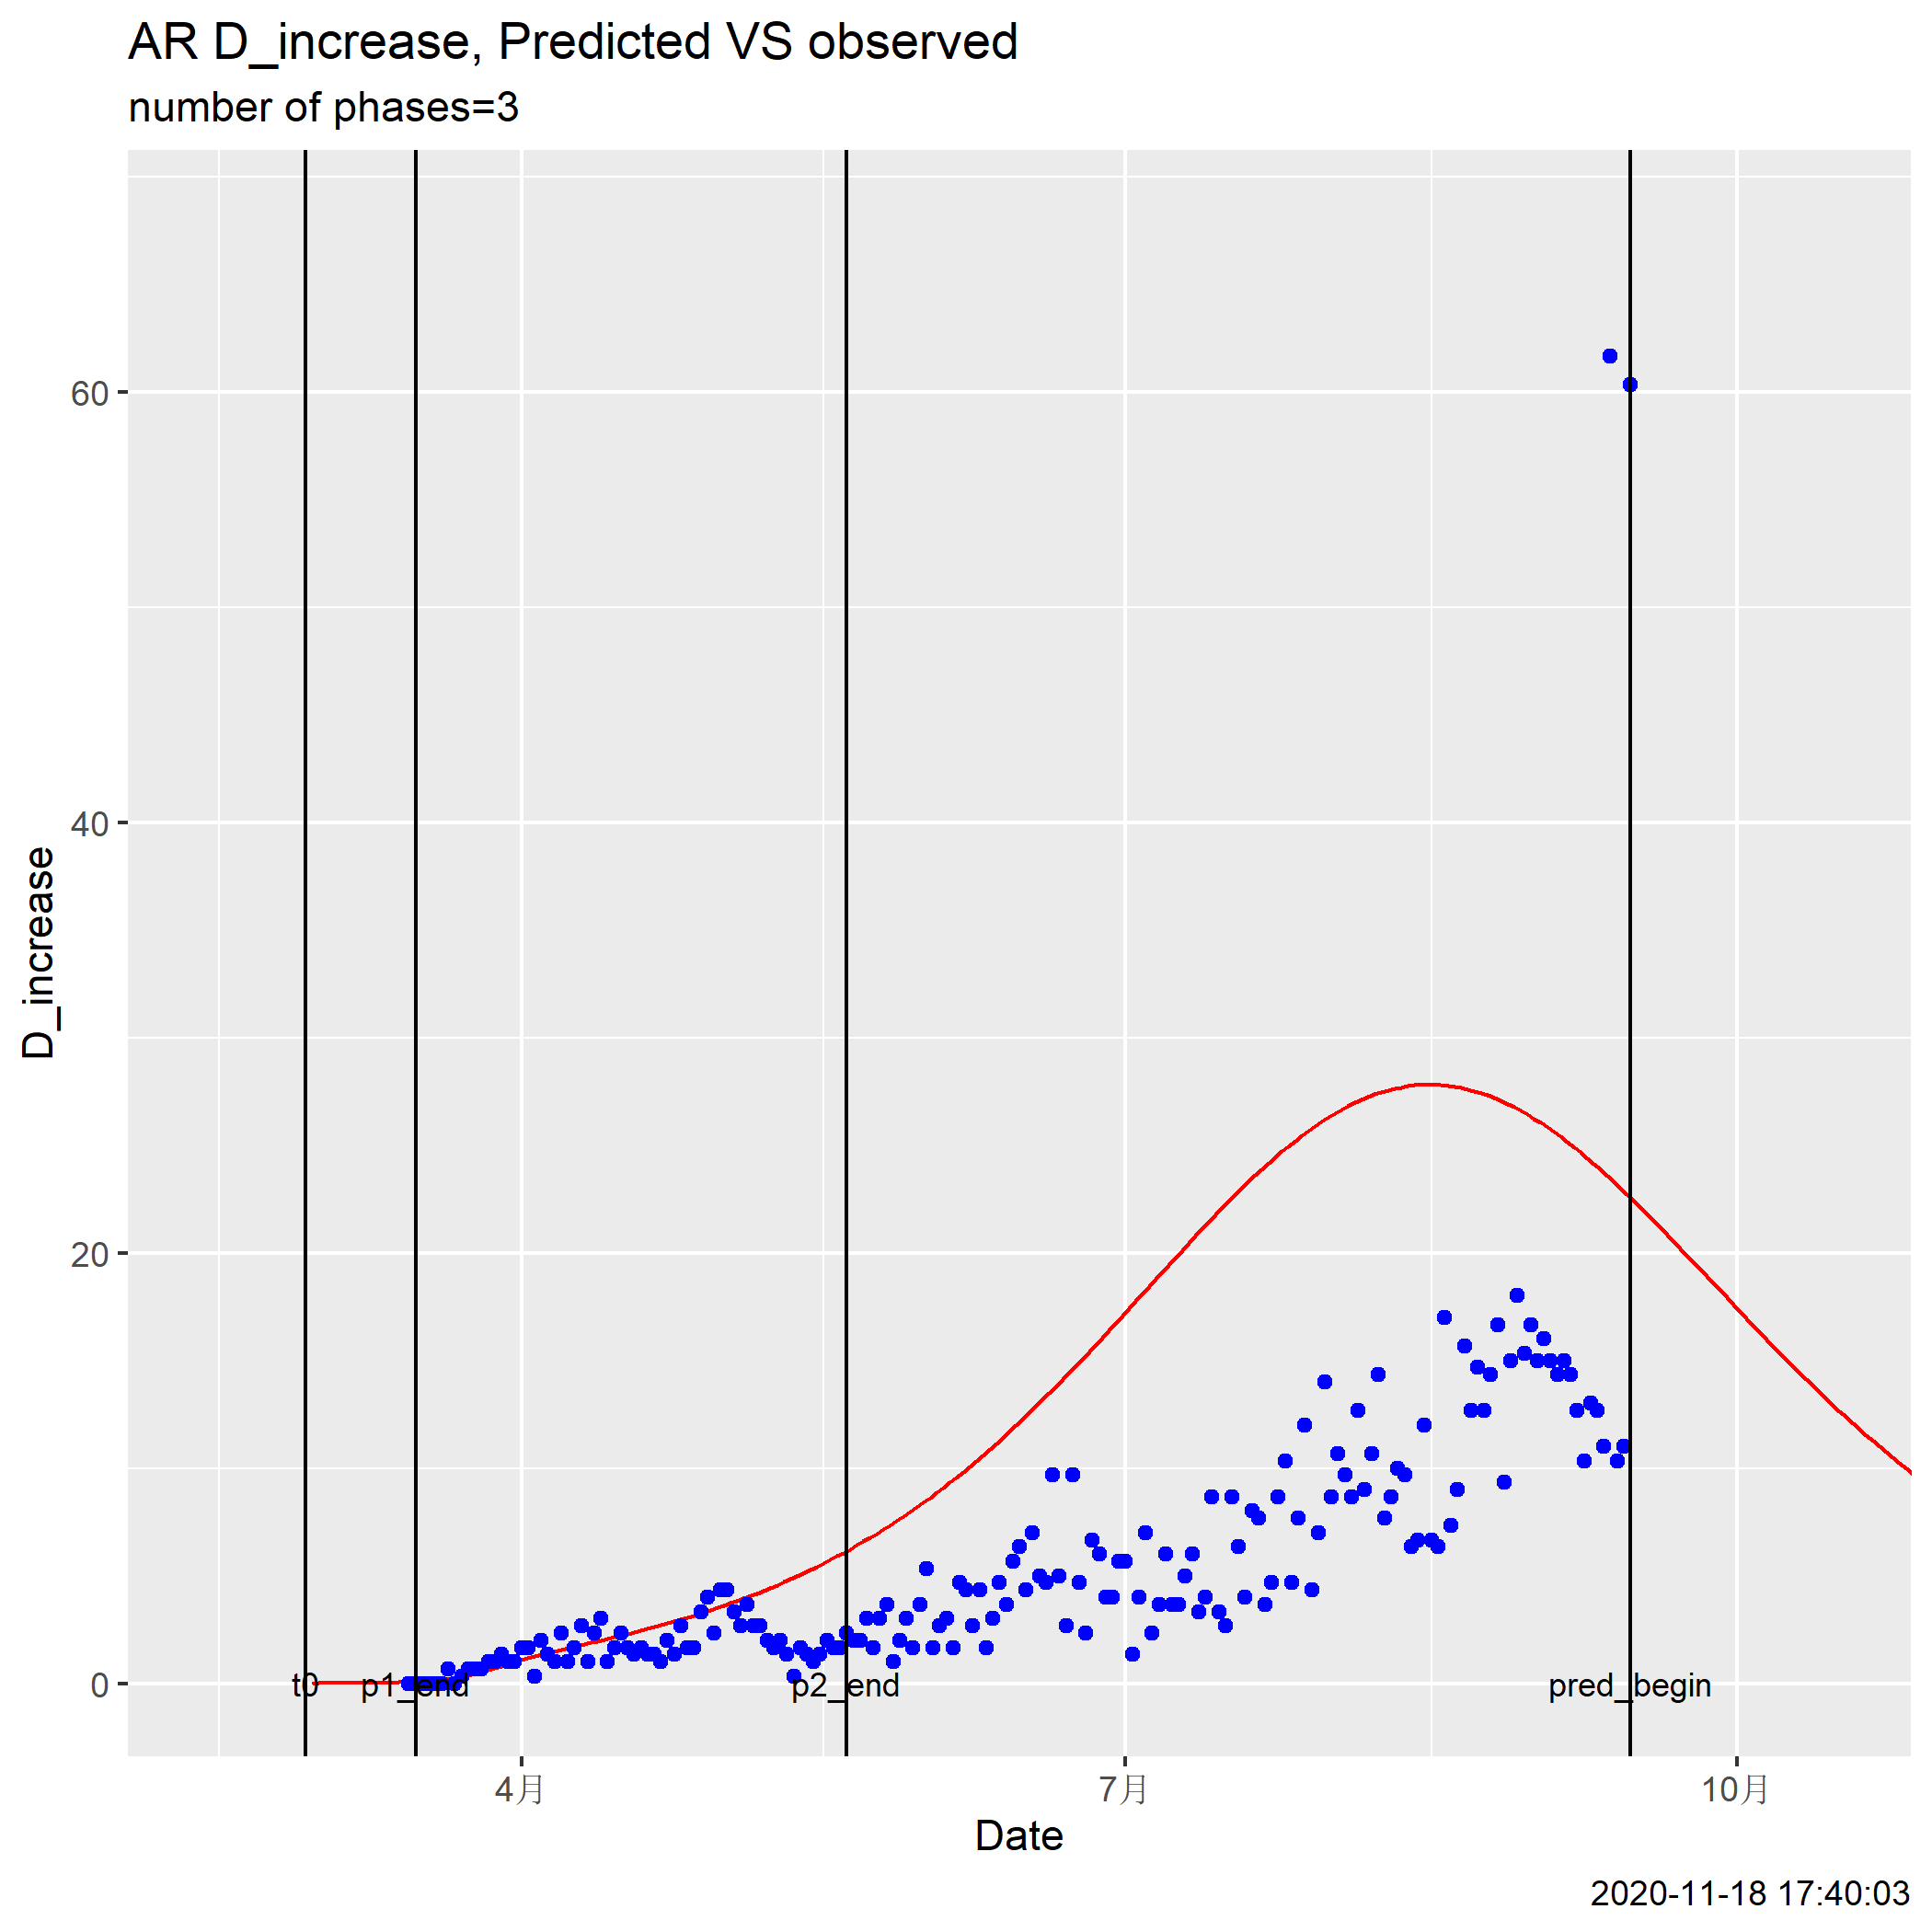 AR D_increase, Predicted VS observed
number of phases=3
60
40
20
0
D_increase
t0
p1_end
p2_end
pred_begin
4月
7月
10月
Date
2020-11-18 17:40:03